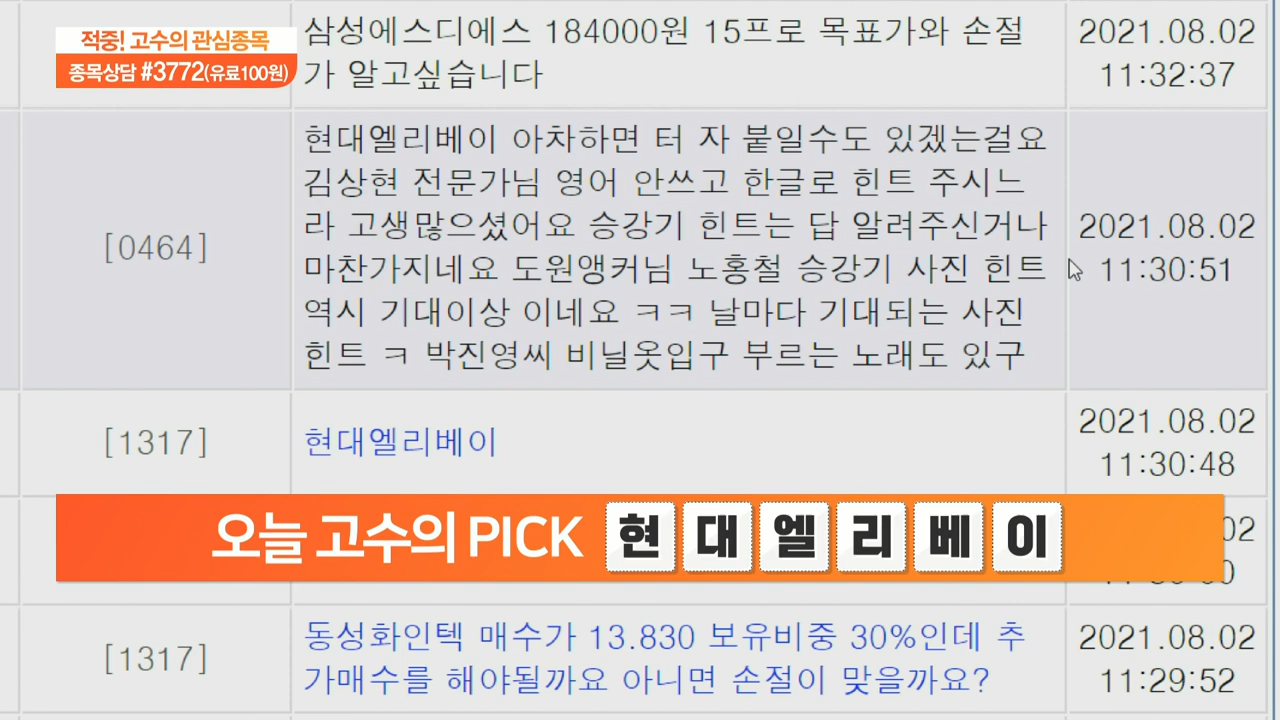 적중! 고수의 관심종목
종목상담 #3772(유료100원)
삼성에스디에스 184000원 15프로 목표가와 손절
가 알고싶습니다
2021.08.02
11:32:37
[0464]
현대엘리베이 아차하면 터 자 붙일수도 있겠는걸요
김상현 전문가님 영어 안쓰고 한글로 힌트 주시느
라 고생많으셨어요 승강기 힌트는 답 알려주신거나
마찬가지네요 도원앵커님 노홍철 승강기 사진 힌트
역시 기대이상 이네요 ㅋㅋ 날마다 기대되는 사진
힌트 ㅋ 박진영씨 비닐옷입구 부르는 노래도 있구
2021.08.02
11:30:51
[1317]
현대엘리베이
2021.08.02
11:30:48
오늘 고수의 PICK 현대엘리베이
[1317]
동성화인텍 매수가 13.830 보유비중 30%인데 추
가매수를 해야될까요 아니면 손절이 맞을까요?
2021.08.02
11:29:52